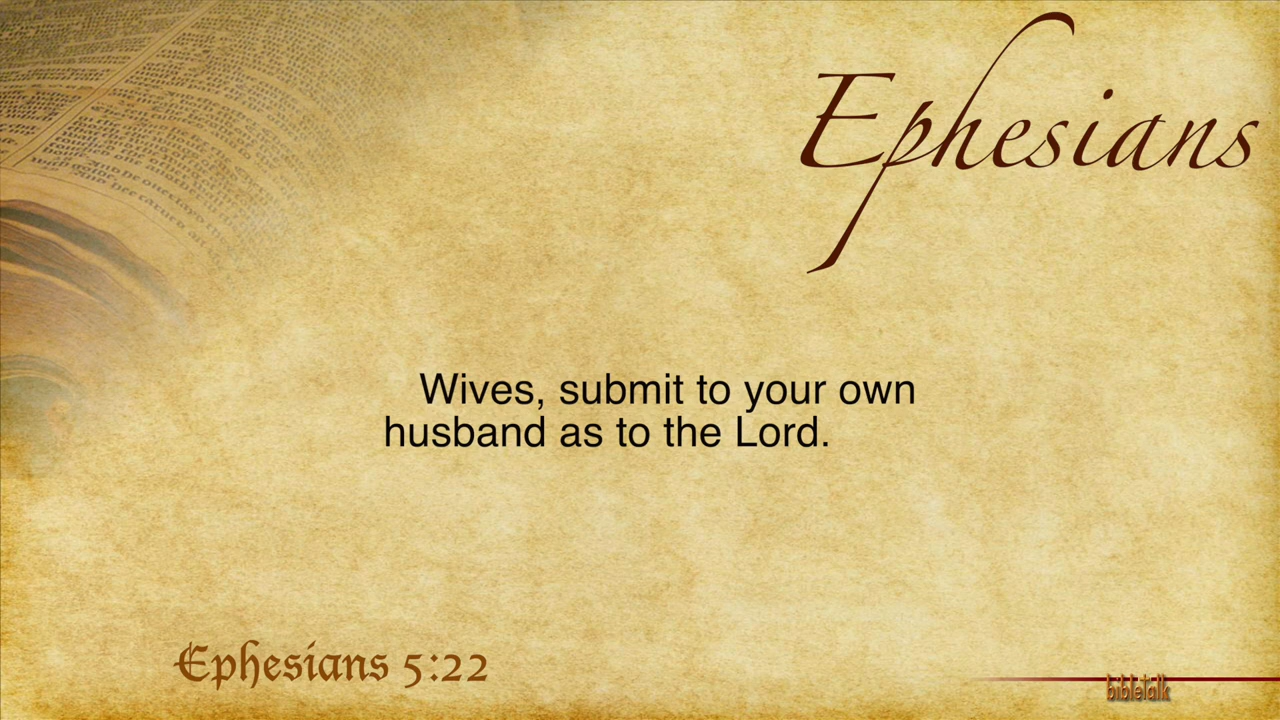 Ephesians
Wives, submit to your own
husband as to the Lord.
Ephesians 5:22
bibletalk